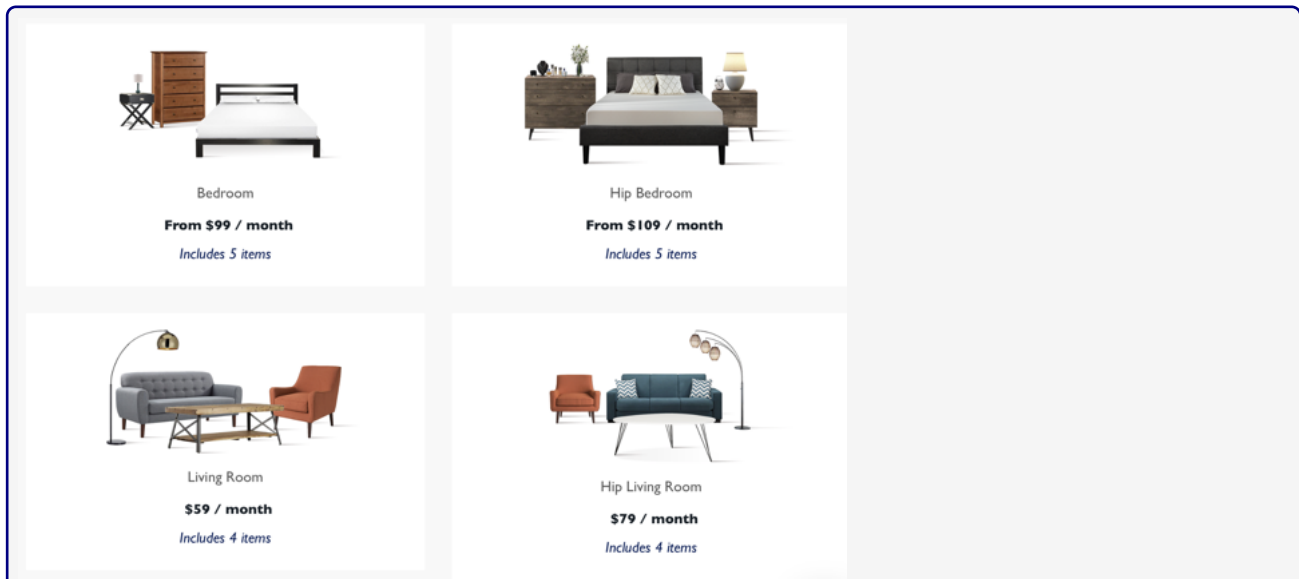 Bedroom
From $99 / month
Includes 5 items
Hip Bedroom
From $109 / month
Includes 5 items
Living Room
$59 / month
Includes 4 items
Hip Living Room
$79 / month
Includes 4 items